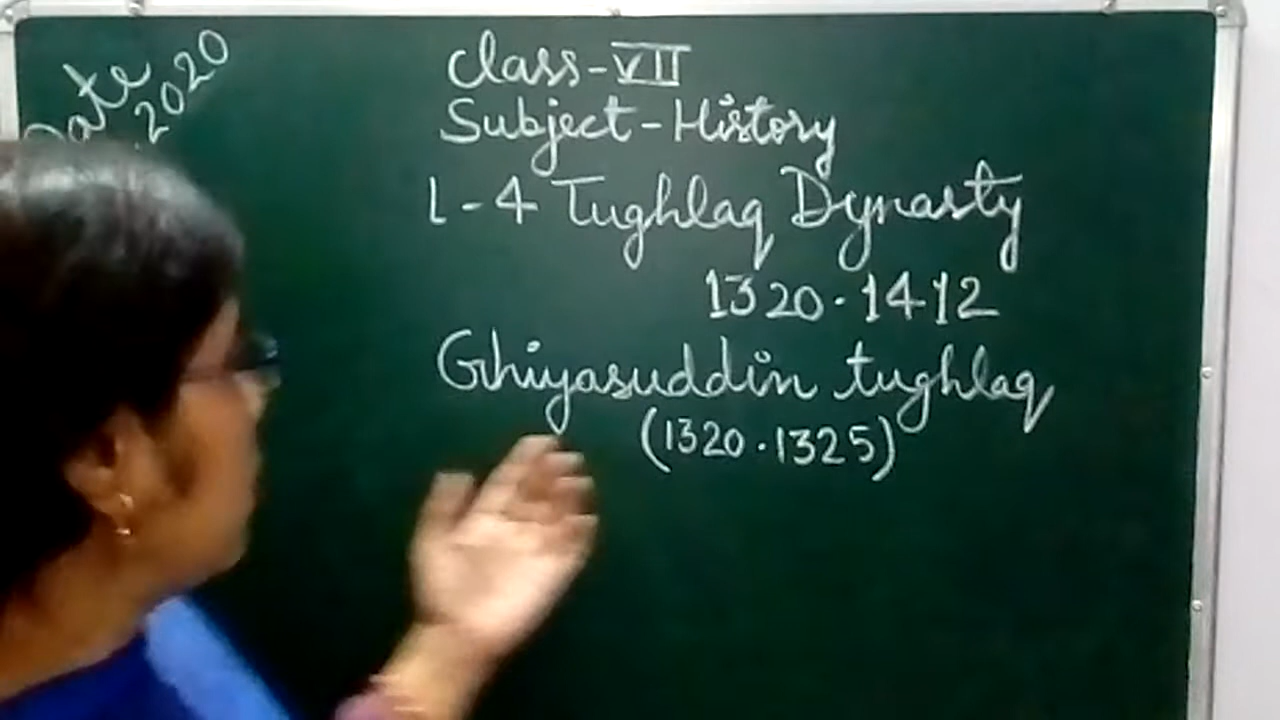 Date
.2020
Class-VII
Subject-History
L-4 Tughlaq Dynasty
1320.1412
Ghiyasuddin tughlaq
(1320.1325)